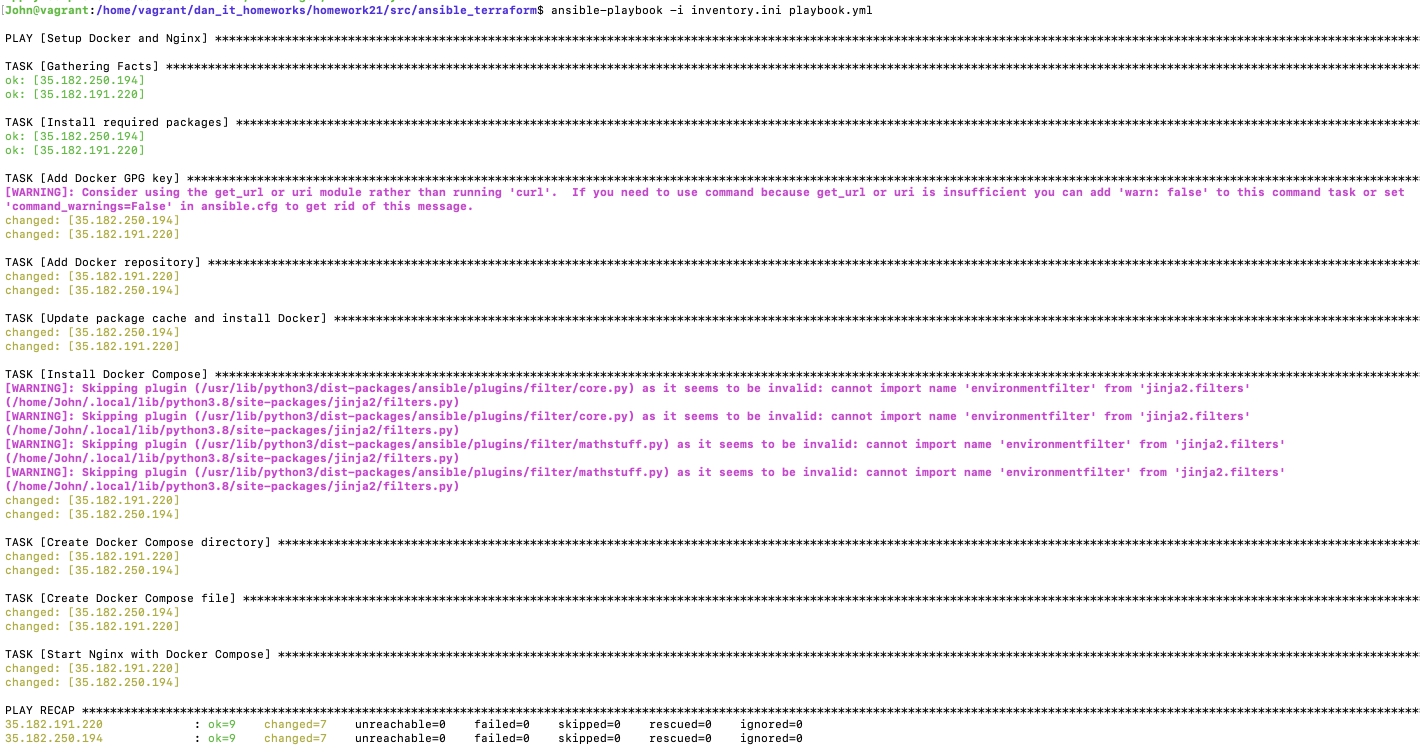 [John@vagrant:/home/vagrant/dan_it_homeworks/homework21/src/ansible_terraform$ ansible-playbook -i inventory.ini playbook.yml
PLAY [Setup Docker and Nginx] ****************************************************************************************************************************************************************************
TASK [Gathering Facts] ***********************************************************************************************************************************************************************************
ok: [35.182.250.194]
ok: [35.182.191.220]
TASK [Install required packages] *************************************************************************************************************************************************************************
ok: [35.182.250.194]
ok: [35.182.191.220]
TASK [Add Docker GPG key] ********************************************************************************************************************************************************************************
[WARNING]: Consider using the get_url or uri module rather than running 'curl'.  If you need to use command because get_url or uri is insufficient you can add 'warn: false' to this command task or set
'command_warnings=False' in ansible.cfg to get rid of this message.
changed: [35.182.250.194]
changed: [35.182.191.220]
TASK [Add Docker repository] *****************************************************************************************************************************************************************************
changed: [35.182.191.220]
changed: [35.182.250.194]
TASK [Update package cache and install Docker] ***********************************************************************************************************************************************************
changed: [35.182.250.194]
changed: [35.182.191.220]
TASK [Install Docker Compose] ****************************************************************************************************************************************************************************
[WARNING]: Skipping plugin (/usr/lib/python3/dist-packages/ansible/plugins/filter/core.py) as it seems to be invalid: cannot import name 'environmentfilter' from 'jinja2.filters'
(/home/John/.local/lib/python3.8/site-packages/jinja2/filters.py)
[WARNING]: Skipping plugin (/usr/lib/python3/dist-packages/ansible/plugins/filter/core.py) as it seems to be invalid: cannot import name 'environmentfilter' from 'jinja2.filters'
(/home/John/.local/lib/python3.8/site-packages/jinja2/filters.py)
[WARNING]: Skipping plugin (/usr/lib/python3/dist-packages/ansible/plugins/filter/mathstuff.py) as it seems to be invalid: cannot import name 'environmentfilter' from 'jinja2.filters'
(/home/John/.local/lib/python3.8/site-packages/jinja2/filters.py)
[WARNING]: Skipping plugin (/usr/lib/python3/dist-packages/ansible/plugins/filter/mathstuff.py) as it seems to be invalid: cannot import name 'environmentfilter' from 'jinja2.filters'
(/home/John/.local/lib/python3.8/site-packages/jinja2/filters.py)
changed: [35.182.191.220]
changed: [35.182.250.194]
TASK [Create Docker Compose directory] *******************************************************************************************************************************************************************
changed: [35.182.191.220]
changed: [35.182.250.194]
TASK [Create Docker Compose file] ************************************************************************************************************************************************************************
changed: [35.182.250.194]
changed: [35.182.191.220]
TASK [Start Nginx with Docker Compose] *******************************************************************************************************************************************************************
changed: [35.182.191.220]
changed: [35.182.250.194]
PLAY RECAP ***********************************************************************************************************************************************************************************************
35.182.191.220             : ok=9    changed=7    unreachable=0    failed=0    skipped=0    rescued=0    ignored=0
35.182.250.194             : ok=9    changed=7    unreachable=0    failed=0    skipped=0    rescued=0    ignored=0